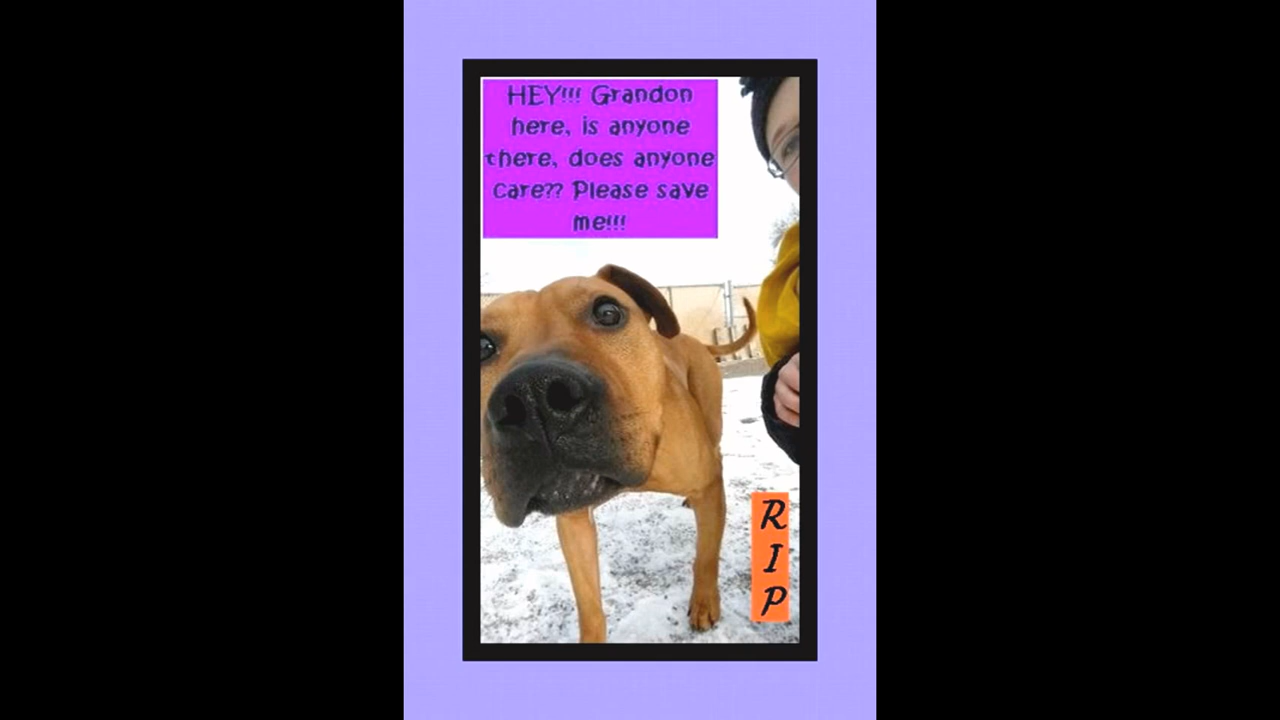 HEY!!! Grandon
here, is anyone
there, does anyone
care?? Please save
me!!!
R
I
P